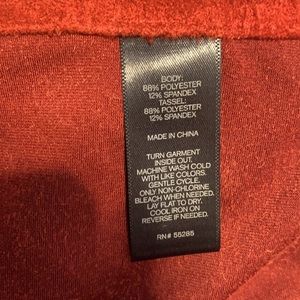 BODY:
88% POLYESTER
12% SPANDEX
TASSEL:
88% POLYESTER
12% SPANDEX
MADE IN CHINA
TURN GARMENT
INSIDE OUT.
MACHINE WASH COLD
WITH LIKE COLORS.
GENTLE CYCLE.
ONLY NON-CHLORINE
BLEACH WHEN NEEDED.
LAY FLAT TO DRY.
COOL IRON ON
REVERSE IF NEEDED.
RN# 55285